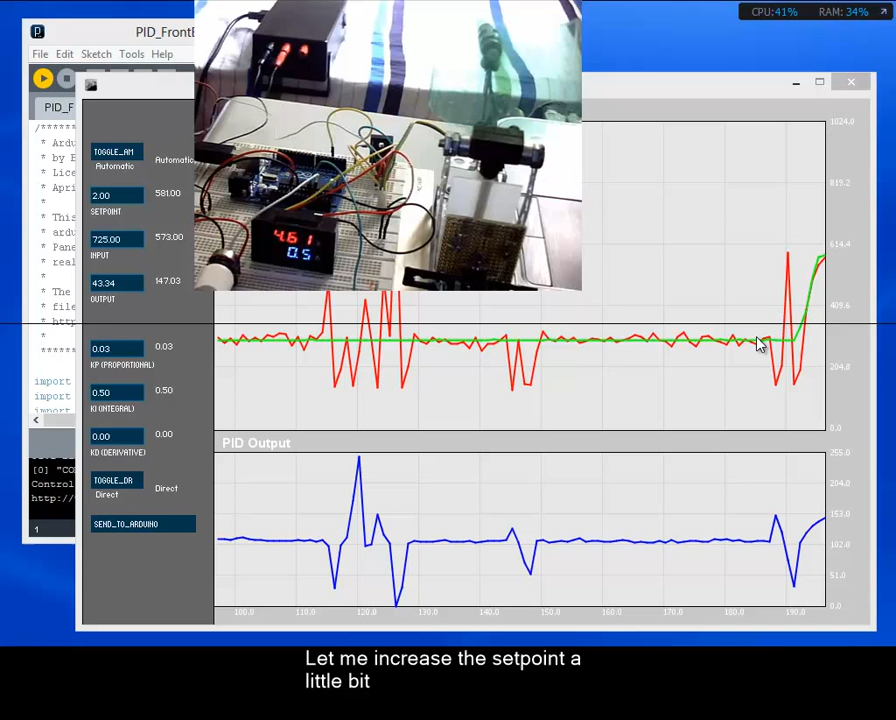 CPU:41% RAM: 34%
PID_FrontE
File Edit Sketch Tools Help
PID_F
/*******
* Ardu
* by B
* Lice
* Apri
*
* This
* ardu
* Pane
* real
*
* The
* file
* http
*
****
import
import
import
[0] "CO
Control
http://
1
TOGGLE_AM
Automatic Automatic
2.00 581.00
SETPOINT
725.00 573.00
INPUT
43.34 147.03
OUTPUT
0.03 0.03
KP (PROPORTIONAL)
0.50 0.50
KI (INTEGRAL)
0.00 0.00
KD (DERIVATIVE)
TOGGLE_DR
Direct Direct
SEND_TO_ARDUINO
4.61
0.5
1024.0
819.2
614.4
409.6
204.0
0.0
PID Output
255.0
204.0
153.0
102.0
51.0
0.0
100.0 120.0 130.0 140.0 150.0 160.0 170.0 180.0 190.0
Let me increase the setpoint a
little bit